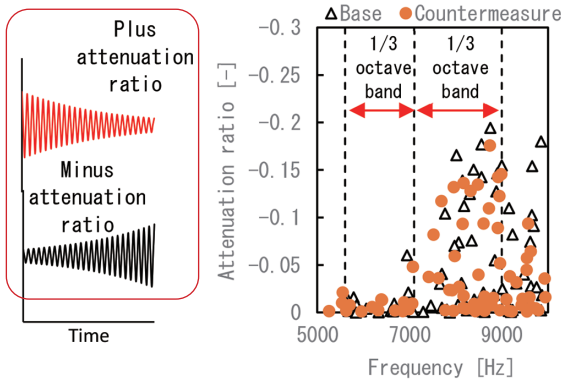 Plus
attenuation
ratio
Minus
attenuation
ratio
Time
Base Countermeasure
1/3
octave
band
1/3
octave
band
Attenuation ratio [-]
-0.3
-0.25
-0.2
-0.15
-0.1
-0.05
0
5000 7000 9000
Frequency [Hz]